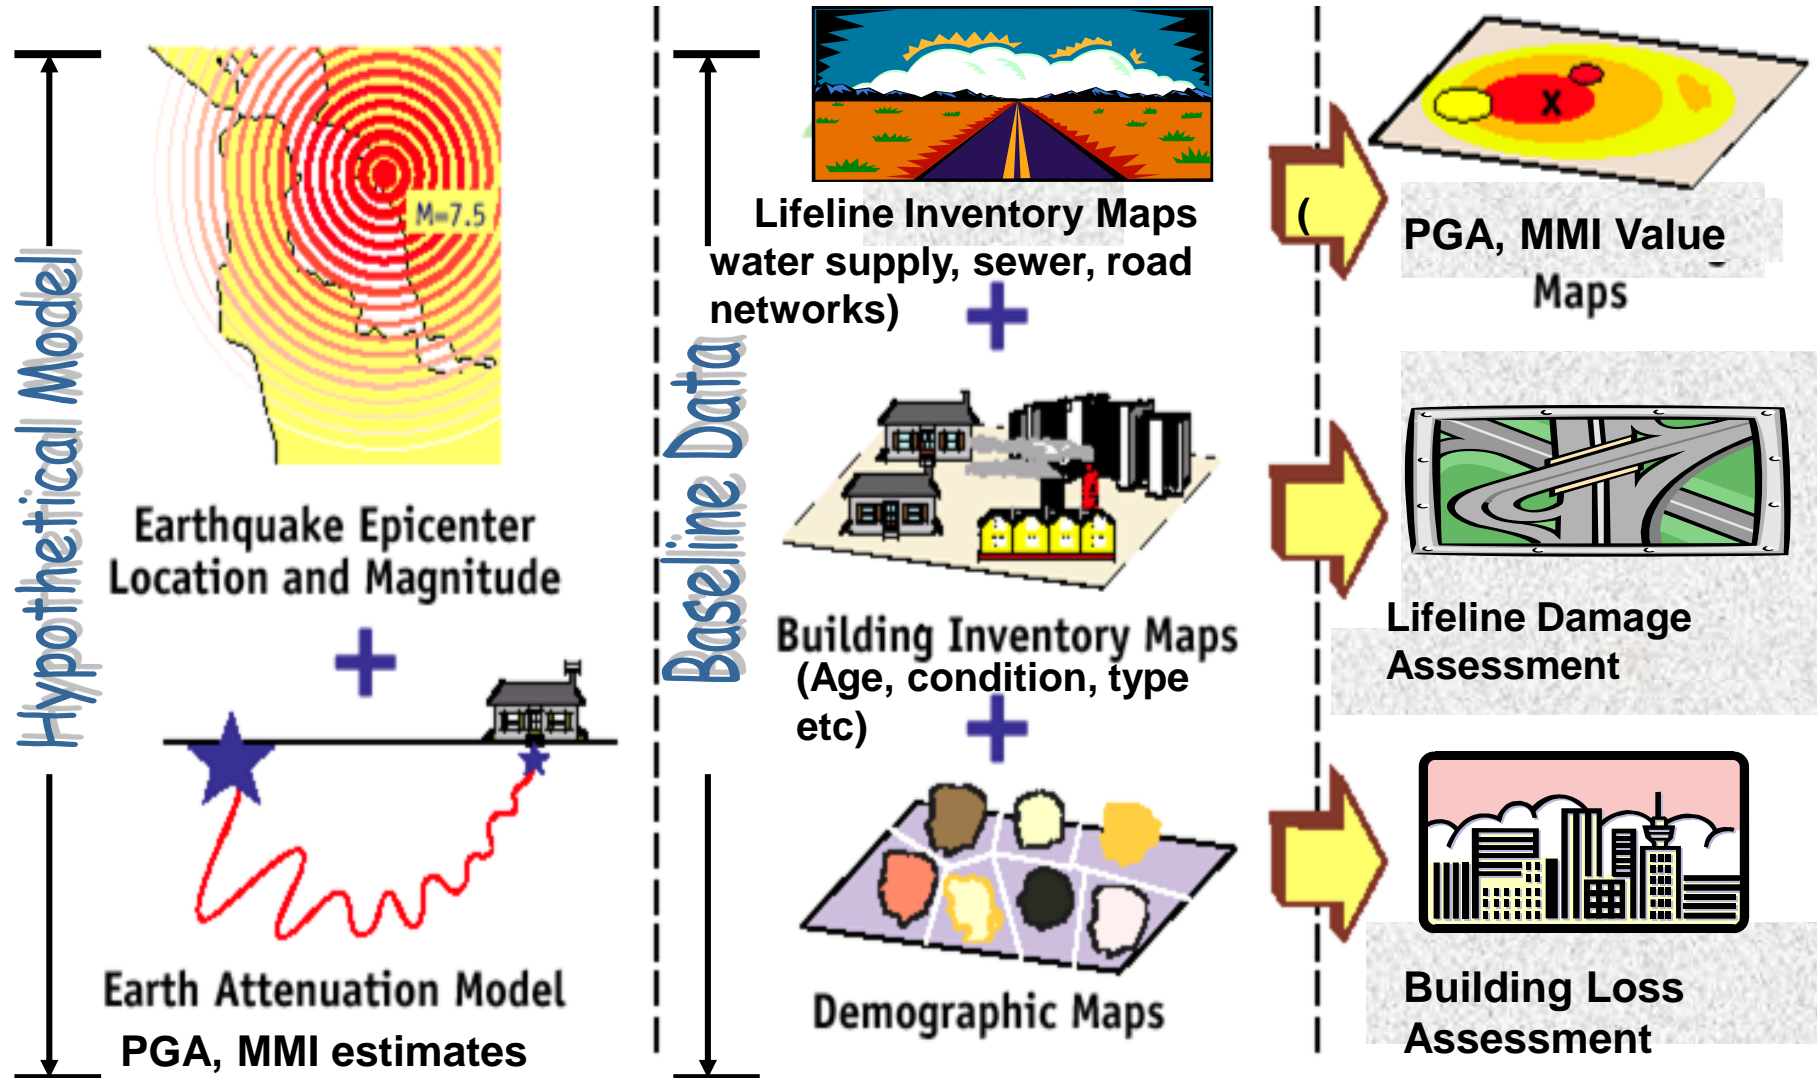 Hypothetical Model
M=7.5
Earthquake Epicenter
Location and Magnitude
Earth Attenuation Model
PGA, MMI estimates
Baseline Data
Lifeline Inventory Maps (
water supply, sewer, road
networks)
Building Inventory Maps
(Age, condition, type
etc)
Demographic Maps
X
PGA, MMI Value
Maps
Lifeline Damage
Assessment
Building Loss
Assessment